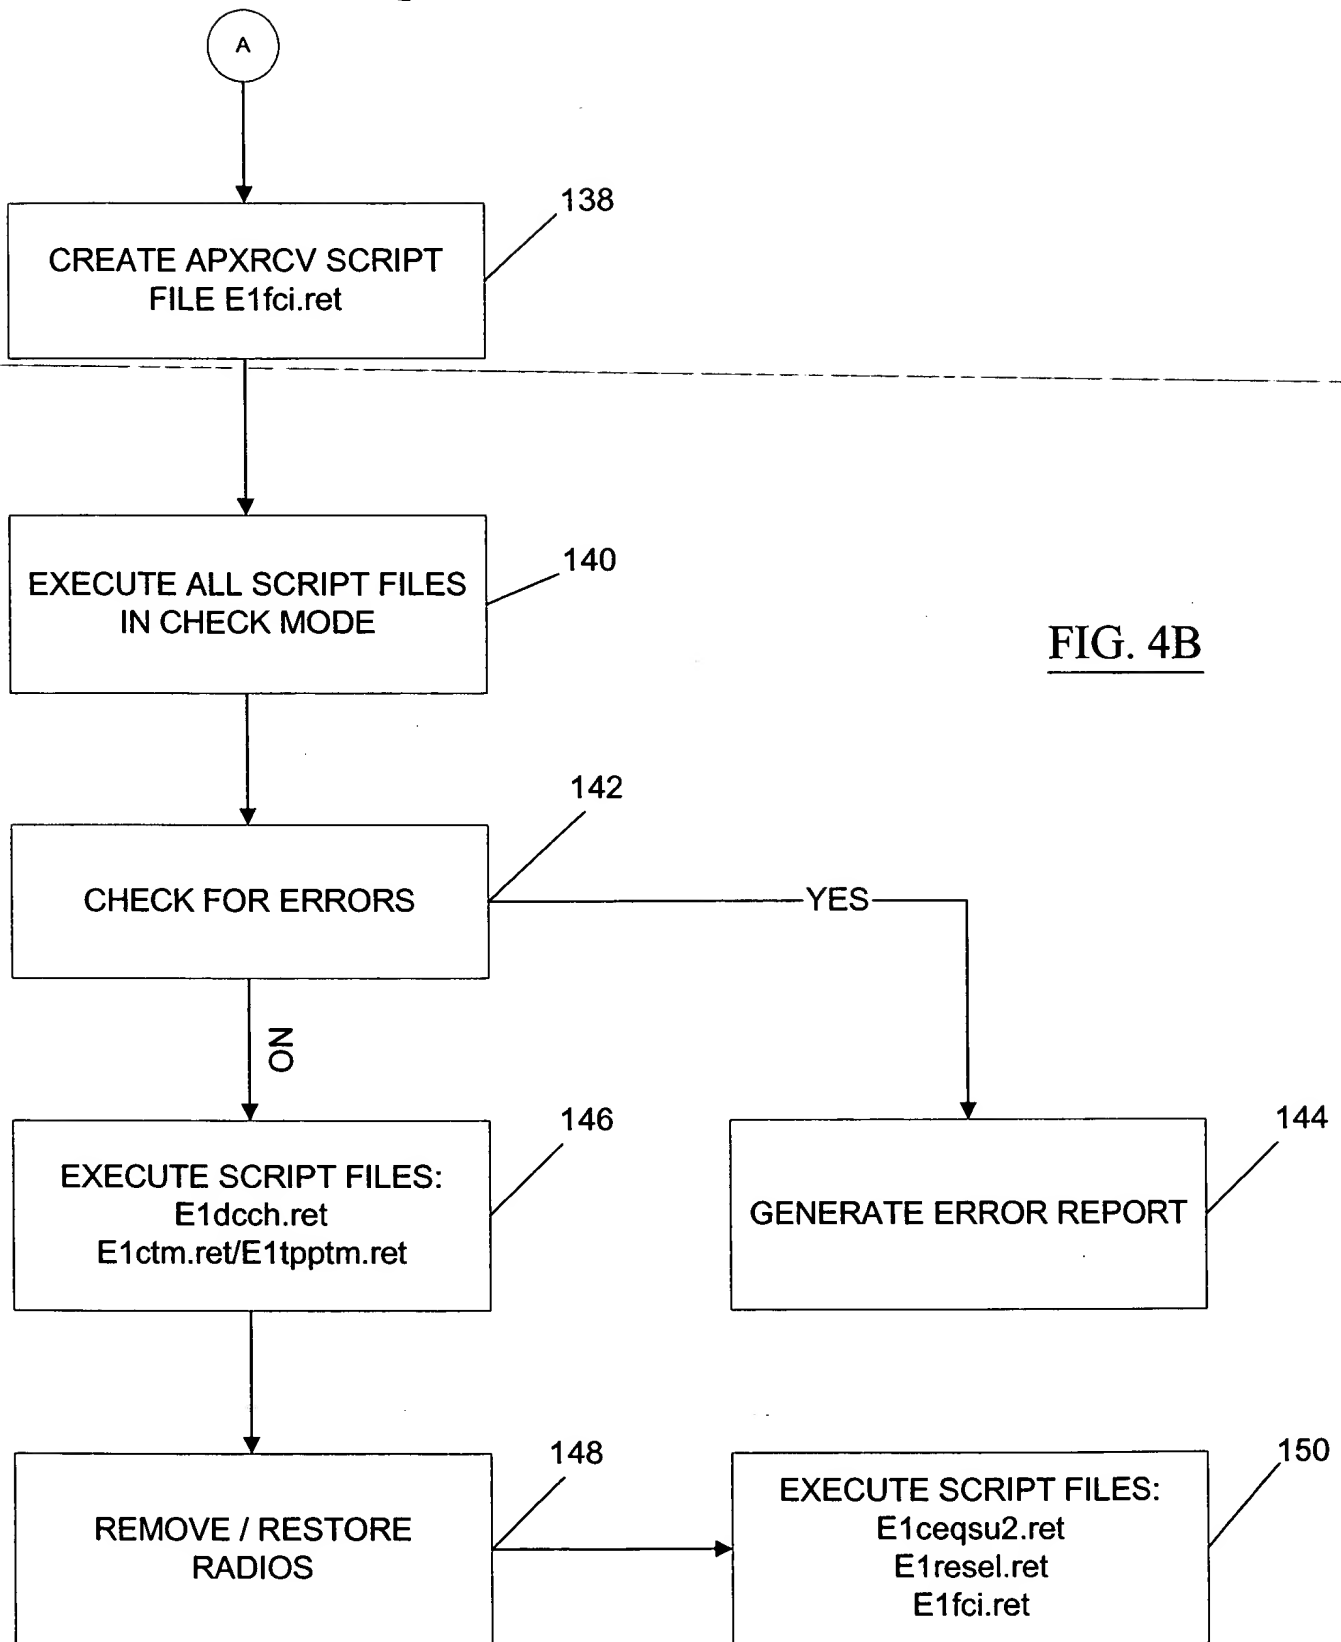 A
138
CREATE APXRCV SCRIPT
FILE E1fci.ret
140
EXECUTE ALL SCRIPT FILES
IN CHECK MODE
FIG. 4B
142
CHECK FOR ERRORS
YES
NO
146
EXECUTE SCRIPT FILES:
E1dcch.ret
E1ctm.ret/E1tpptm.ret
144
GENERATE ERROR REPORT
148
REMOVE / RESTORE
RADIOS
150
EXECUTE SCRIPT FILES:
E1ceqsu2.ret
E1resel.ret
E1fci.ret